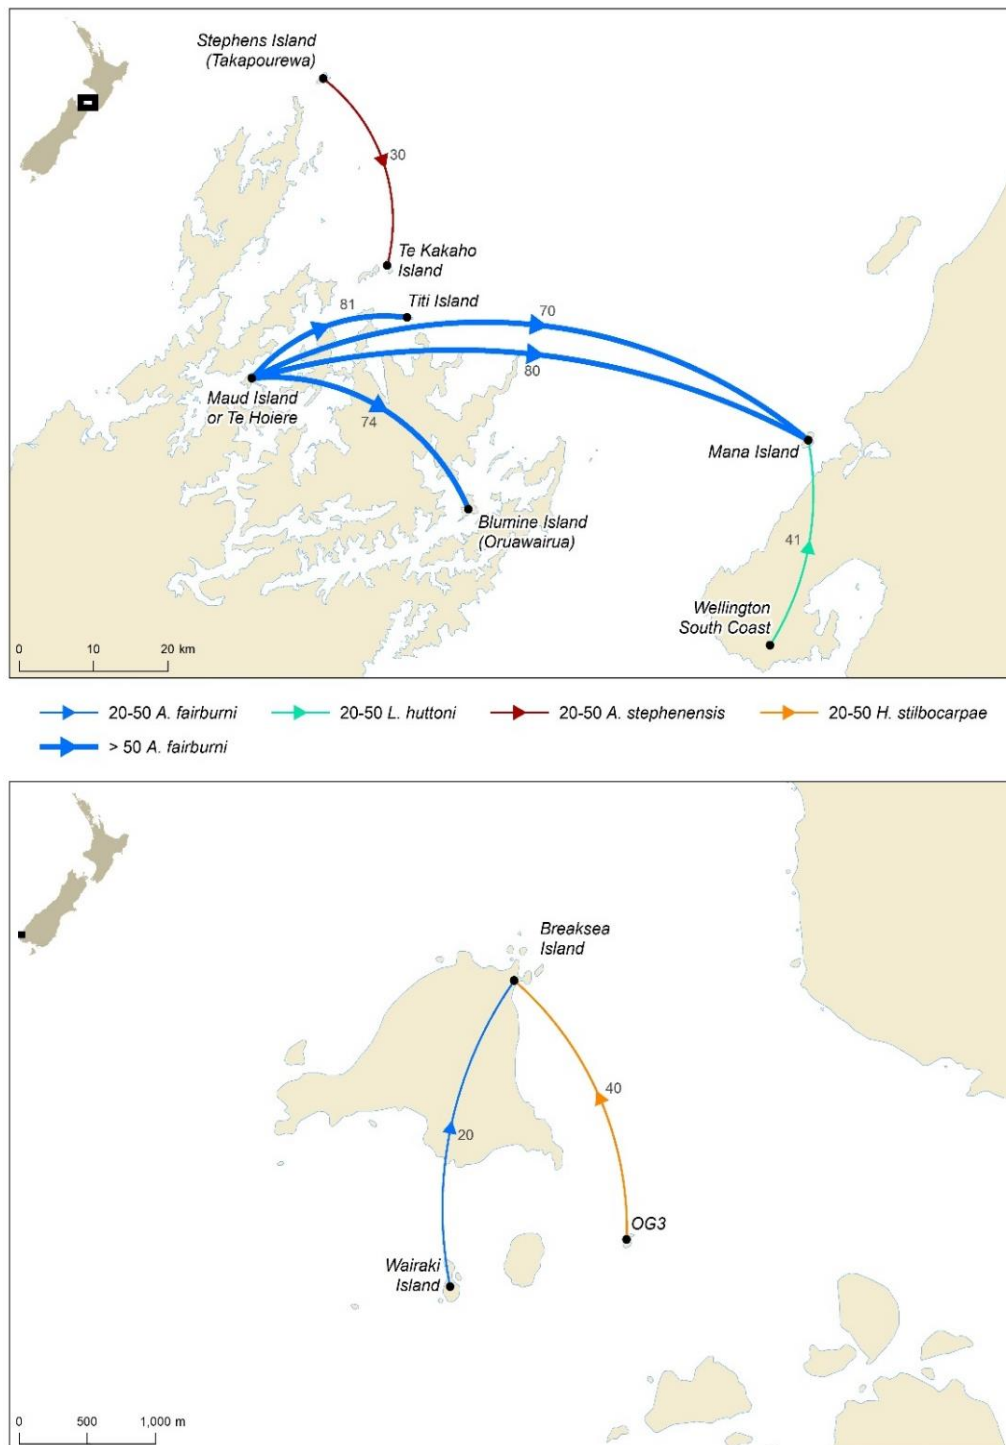 Stephens Island
(Takapourewa)
30
Te Kakaho
Island
81
Titi Island
70
80
Maud Island
or Te Hoiere
74
Mana Island
Blumine Island
(Oruawairua)
41
Wellington
South Coast
0 10 20 km
20-50 A. fairburni
20-50 L. huttoni
20-50 A. stephenensis
20-50 H. stilbocarpae
> 50 A. fairburni
Breaksea
Island
40
20
OG3
Wairaki
Island
0 500 1,000 m